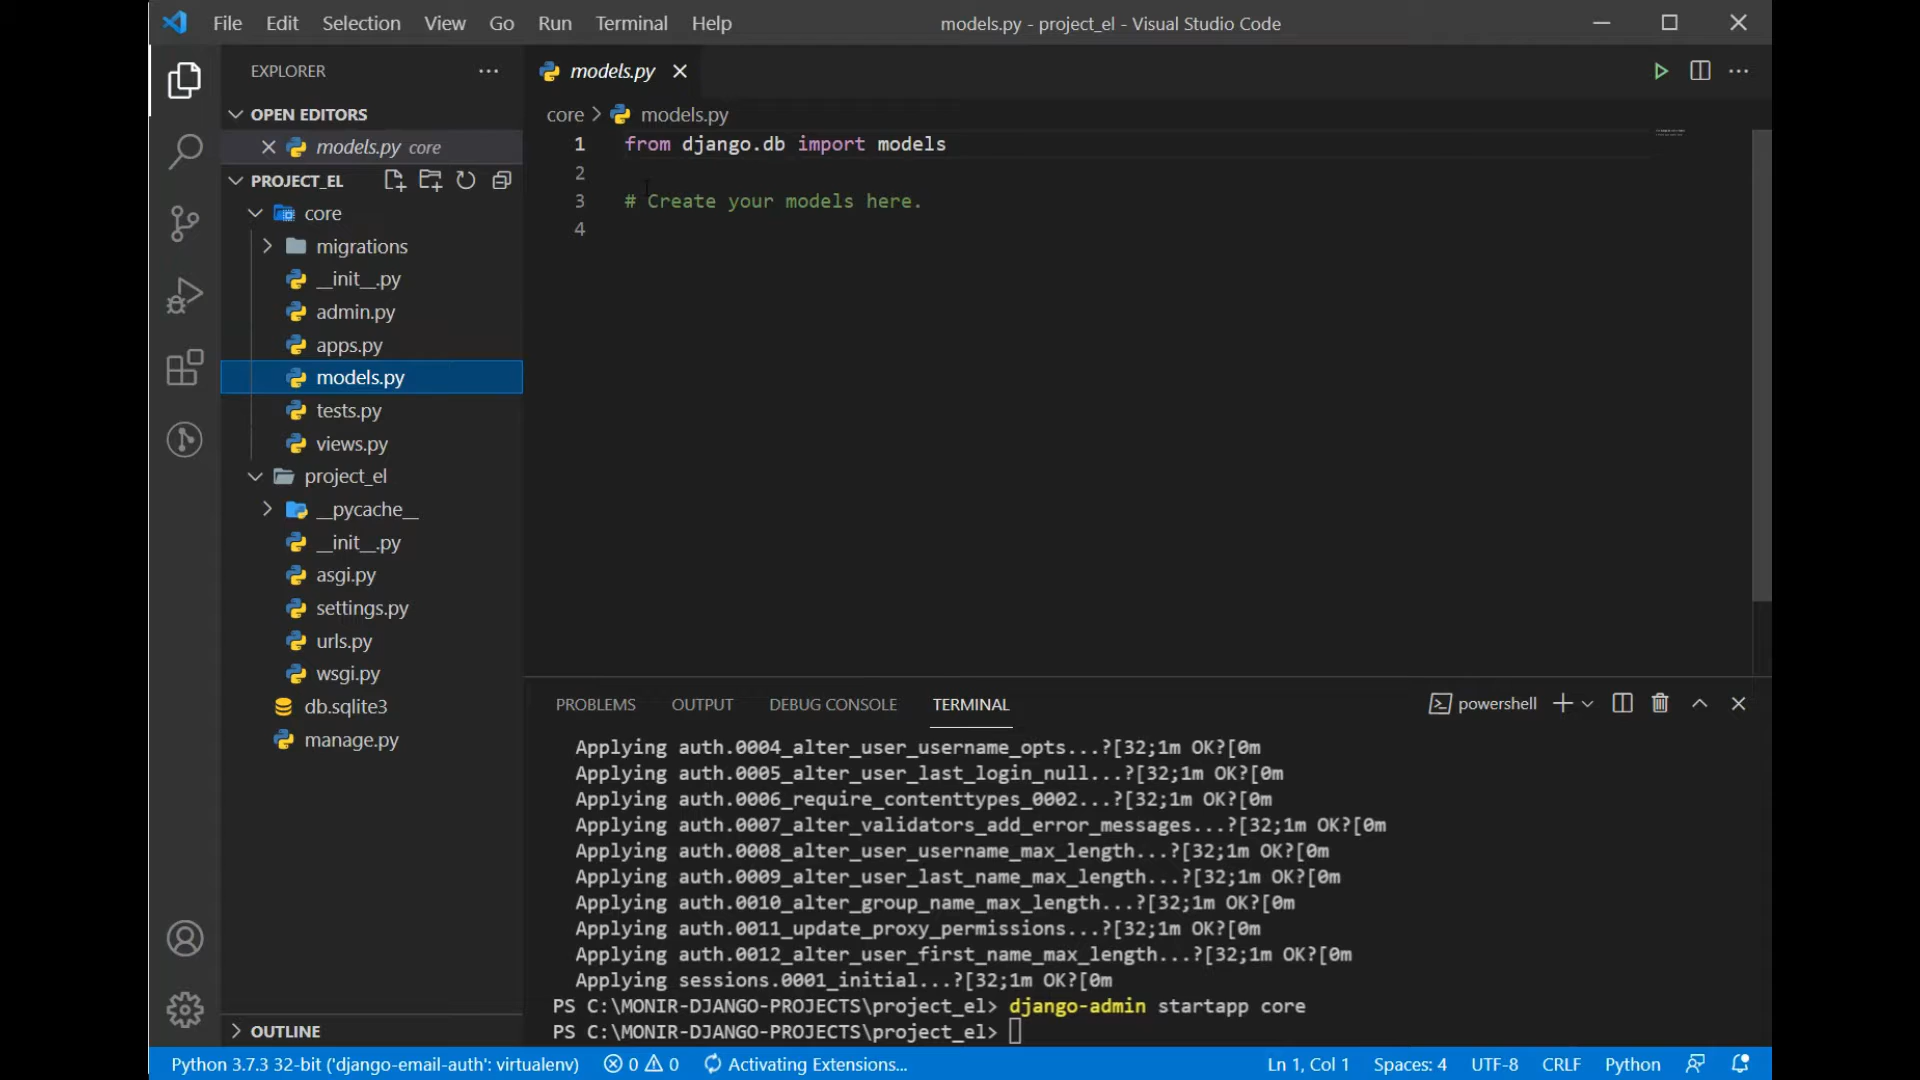 File Edit Selection View Go Run Terminal Help models.py - project_el - Visual Studio Code
EXPLORER
OPEN EDITORS
models.py core
PROJECT_EL
core
migrations
__init__.py
admin.py
apps.py
models.py
tests.py
views.py
project_el
__pycache__
__init__.py
asgi.py
settings.py
urls.py
wsgi.py
db.sqlite3
manage.py
OUTLINE
models.py
core > models.py
1 from django.db import models
2
3 # Create your models here.
4
PROBLEMS OUTPUT DEBUG CONSOLE TERMINAL powershell
Applying auth.0004_alter_user_username_opts...?[32;1m OK?[0m
Applying auth.0005_alter_user_last_login_null...?[32;1m OK?[0m
Applying auth.0006_require_contenttypes_0002...?[32;1m OK?[0m
Applying auth.0007_alter_validators_add_error_messages...?[32;1m OK?[0m
Applying auth.0008_alter_user_username_max_length...?[32;1m OK?[0m
Applying auth.0009_alter_user_last_name_max_length...?[32;1m OK?[0m
Applying auth.0010_alter_group_name_max_length...?[32;1m OK?[0m
Applying auth.0011_update_proxy_permissions...?[32;1m OK?[0m
Applying auth.0012_alter_user_first_name_max_length...?[32;1m OK?[0m
Applying sessions.0001_initial...?[32;1m OK?[0m
PS C:\MONIR-DJANGO-PROJECTS\project_el> django-admin startapp core
PS C:\MONIR-DJANGO-PROJECTS\project_el>
Python 3.7.3 32-bit ('django-email-auth': virtualenv) 0 0 Activating Extensions... Ln 1, Col 1 Spaces: 4 UTF-8 CRLF Python